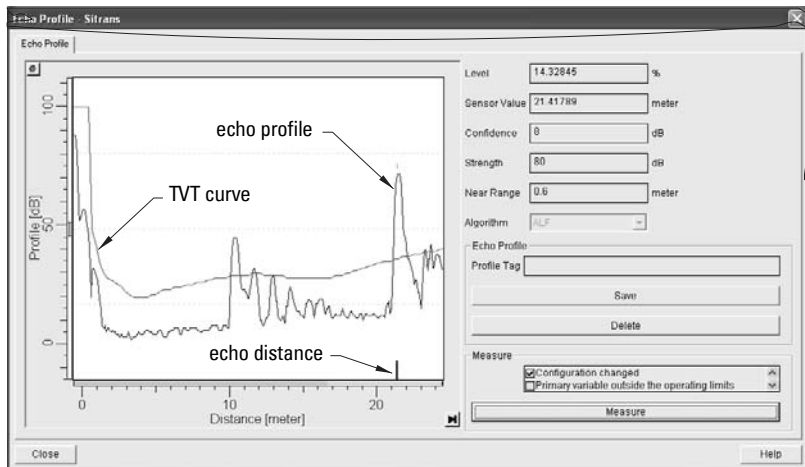 Echo Profile - Sitrans
Echo Profile
echo profile
TVT curve
echo distance
Profile [dB]
100
50
0
0
10
20
Distance [meter]
Level 14.32845 %
Sensor Value 21.41789 meter
Confidence 8 dB
Strength 80 dB
Near Range 0.6 meter
Algorithm ALF
Echo Profile
Profile Tag
Save
Delete
Measure
Configuration changed
Primary variable outside the operating limits
Measure
Close
Help